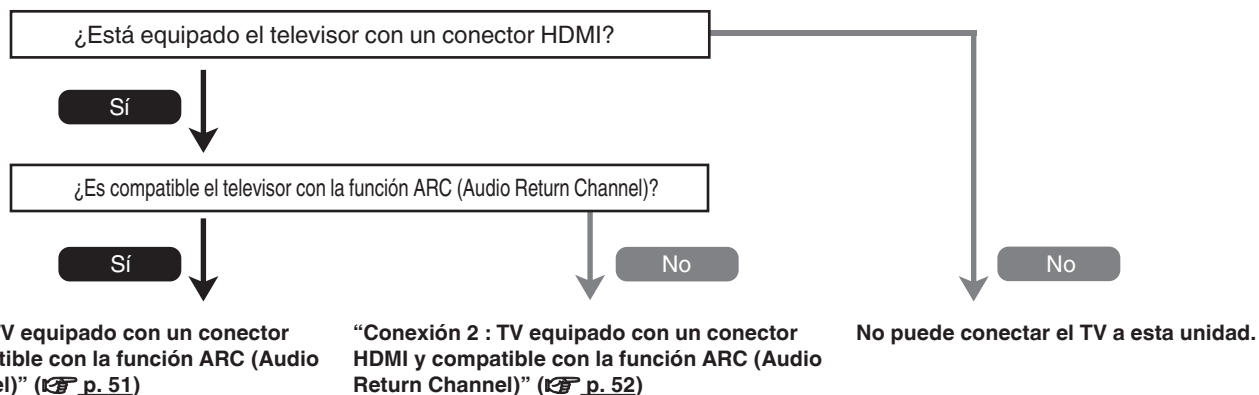 ¿Está equipado el televisor con un conector HDMI?
Sí
¿Es compatible el televisor con la función ARC (Audio Return Channel)?
Sí
No
No
TV equipado con un conector
tible con la función ARC (Audio
el)” (☞ p. 51)
“Conexión 2 : TV equipado con un conector
HDMI y compatible con la función ARC (Audio
Return Channel)” (☞ p. 52)
No puede conectar el TV a esta unidad.